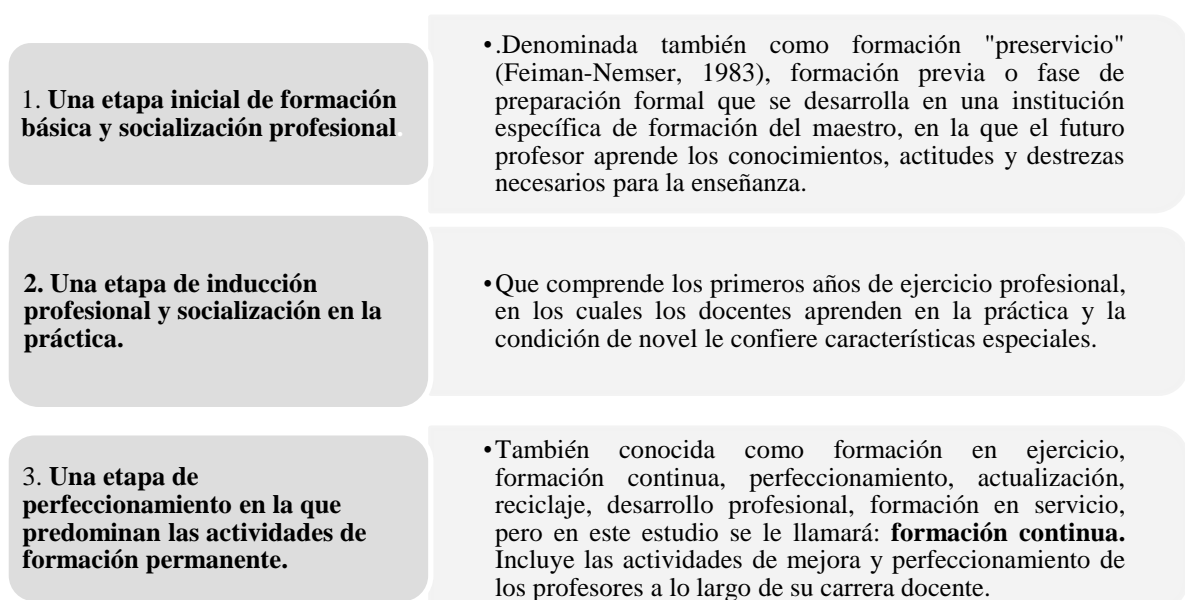 1. Una etapa inicial de formación
básica y socialización profesional.
•.Denominada también como formación "preservicio"
(Feiman-Nemser, 1983), formación previa o fase de
preparación formal que se desarrolla en una institución
específica de formación del maestro, en la que el futuro
profesor aprende los conocimientos, actitudes y destrezas
necesarios para la enseñanza.
2. Una etapa de inducción
profesional y socialización en la
práctica.
•Que comprende los primeros años de ejercicio profesional,
en los cuales los docentes aprenden en la práctica y la
condición de novel le confiere características especiales.
3. Una etapa de
perfeccionamiento en la que
predominan las actividades de
formación permanente.
•También conocida como formación en ejercicio,
formación continua, perfeccionamiento, actualización,
reciclaje, desarrollo profesional, formación en servicio,
pero en este estudio se le llamará: formación continua.
Incluye las actividades de mejora y perfeccionamiento de
los profesores a lo largo de su carrera docente.